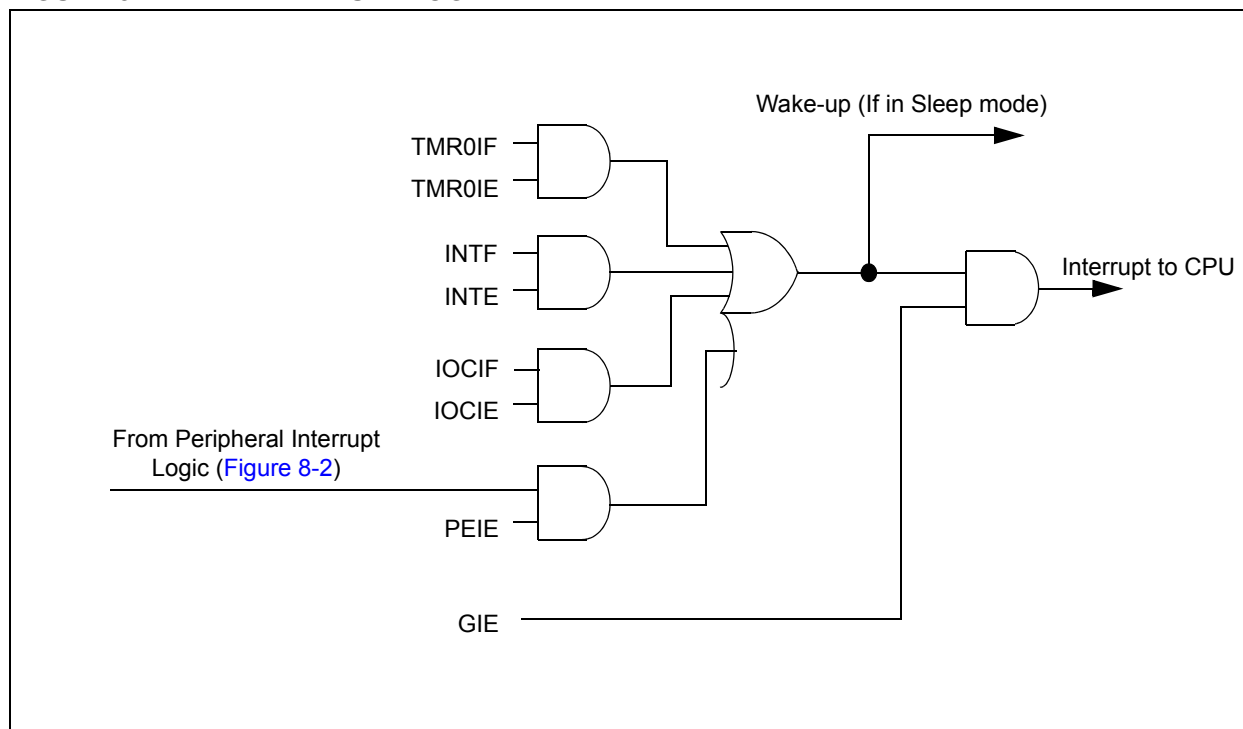 Wake-up (If in Sleep mode)
TMR0IF
TMR0IE
INTF
INTE
Interrupt to CPU
IOCIF
IOCIE
From Peripheral Interrupt
Logic (Figure 8-2)
PEIE
GIE